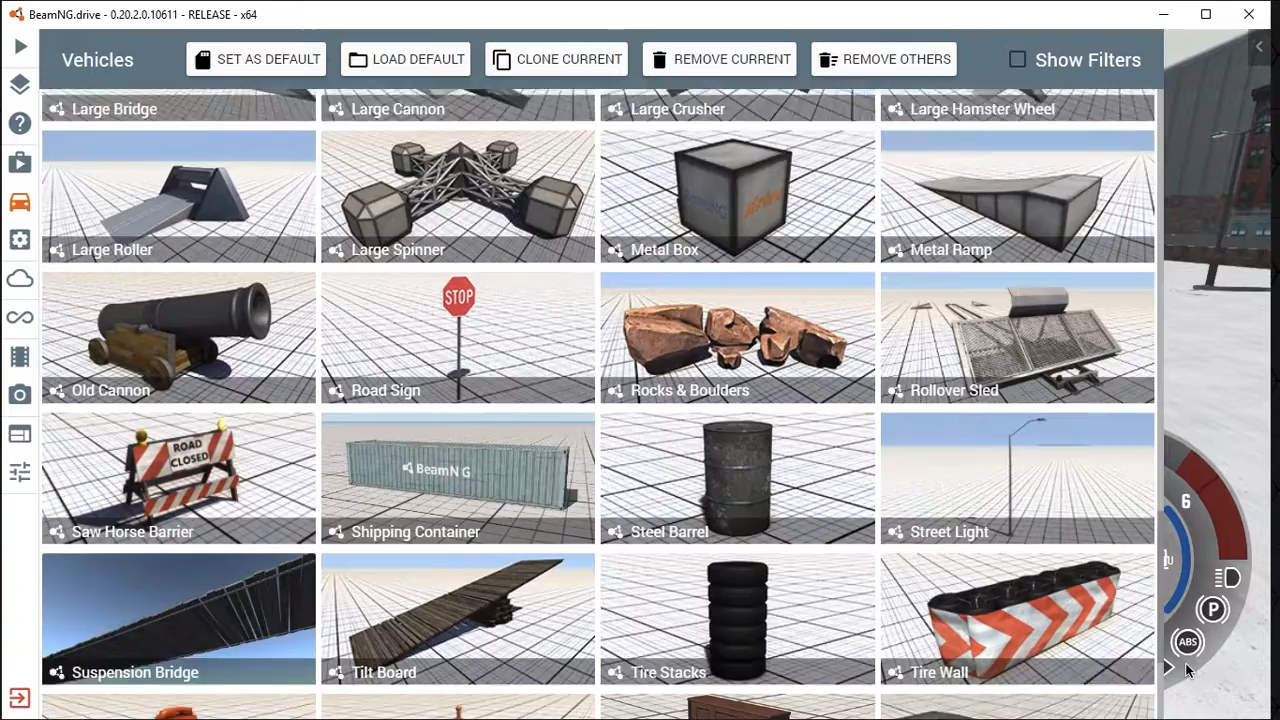 BeamNG.drive - 0.20.2.0.10611 - RELEASE - x64
Vehicles
SET AS DEFAULT
LOAD DEFAULT
CLONE CURRENT
REMOVE CURRENT
REMOVE OTHERS
Show Filters
Large Bridge
Large Cannon
Large Crusher
Large Hamster Wheel
Large Roller
Large Spinner
Metal Box
Metal Ramp
Old Cannon
STOP
Road Sign
Rocks & Boulders
Rollover Sled
ROAD
CLOSED
Saw Horse Barrier
BeamNG
Shipping Container
Steel Barrel
Street Light
Suspension Bridge
Tilt Board
Tire Stacks
Tire Wall
6
P
ABS